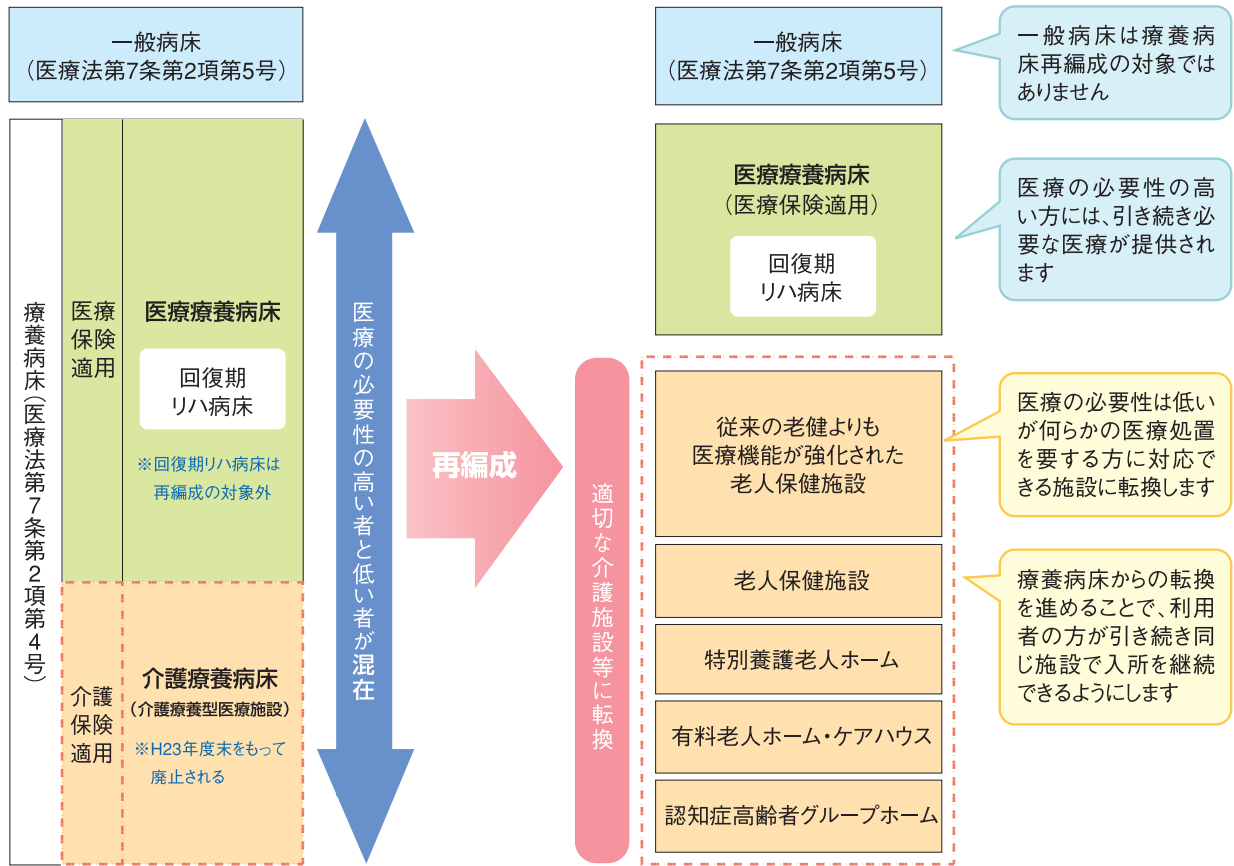 一般病床
（医療法第7条第2項第5号）
療養病床（医療法第7条第2項第4号）
医療
保険
適用
医療療養病床
回復期
リハ病床
※回復期リハ病床は
再編成の対象外
介護
保険
適用
介護療養病床
（介護療養型医療施設）
※H23年度末をもって
廃止される
医療の必要性の高い者と低い者が混在
再編成
適切な介護施設等に転換
一般病床
（医療法第7条第2項第5号）
医療療養病床
（医療保険適用）
回復期
リハ病床
従来の老健よりも
医療機能が強化された
老人保健施設
老人保健施設
特別養護老人ホーム
有料老人ホーム・ケアハウス
認知症高齢者グループホーム
一般病床は療養病
床再編成の対象では
ありません
医療の必要性の高
い方には、引き続き必
要な医療が提供され
ます
医療の必要性は低い
が何らかの医療処置
を要する方に対応で
きる施設に転換します
療養病床からの転換
を進めることで、利用
者の方が引き続き同
じ施設で入所を継続
できるようにします